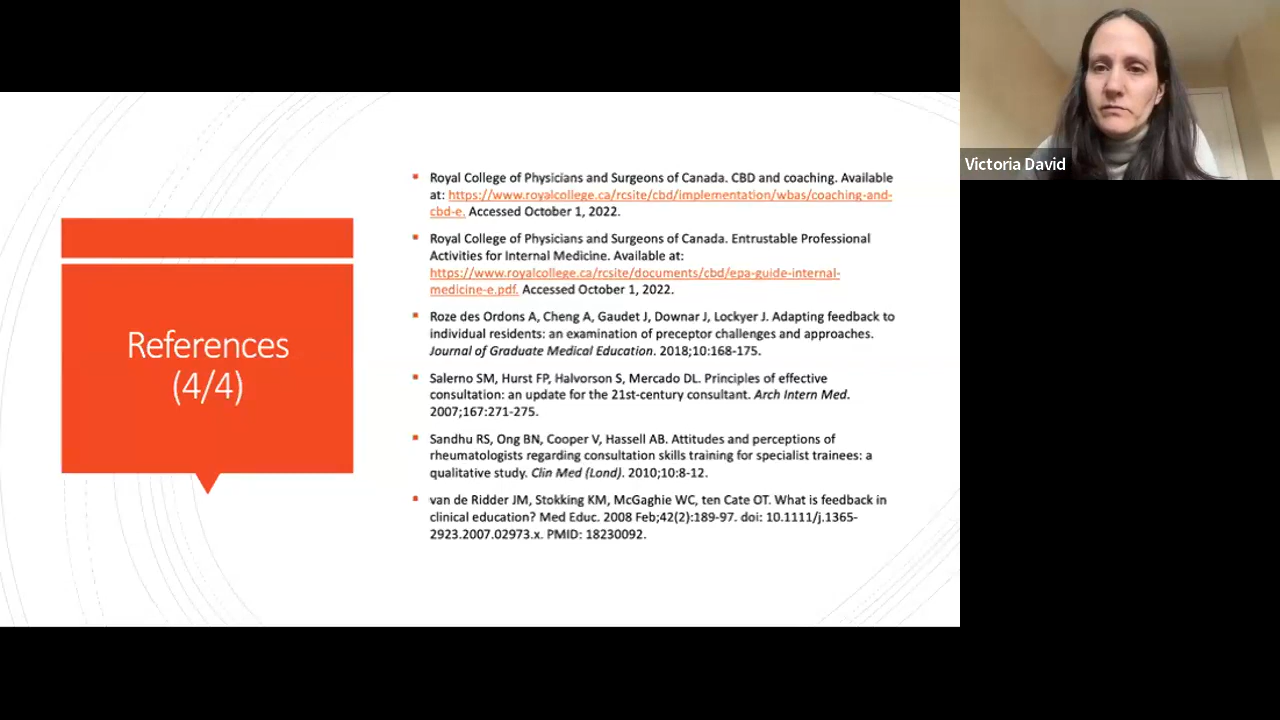 References
(4/4)
Royal College of Physicians and Surgeons of Canada. CBD and coaching. Available
at: https://www.royalcollege.ca/rcsite/cbd/implementation/wbas/coaching-and-
cbd-e. Accessed October 1, 2022.
Royal College of Physicians and Surgeons of Canada. Entrustable Professional
Activities for Internal Medicine. Available at:
https://www.royalcollege.ca/rcsite/documents/cbd/epa-guide-internal-
medicine-e.pdf. Accessed October 1, 2022.
Roze des Ordons A, Cheng A, Gaudet J, Downar J, Lockyer J. Adapting feedback to
individual residents: an examination of preceptor challenges and approaches.
Journal of Graduate Medical Education. 2018;10:168-175.
Salerno SM, Hurst FP, Halvorson S, Mercado DL. Principles of effective
consultation: an update for the 21st-century consultant. Arch Intern Med.
2007;167:271-275.
Sandhu RS, Ong BN, Cooper V, Hassell AB. Attitudes and perceptions of
rheumatologists regarding consultation skills training for specialist trainees: a
qualitative study. Clin Med (Lond). 2010;10:8-12.
van de Ridder JM, Stokking KM, McGaghie WC, ten Cate OT. What is feedback in
clinical education? Med Educ. 2008 Feb;42(2):189-97. doi: 10.1111/j.1365-
2923.2007.02973.x. PMID: 18230092.
Victoria David